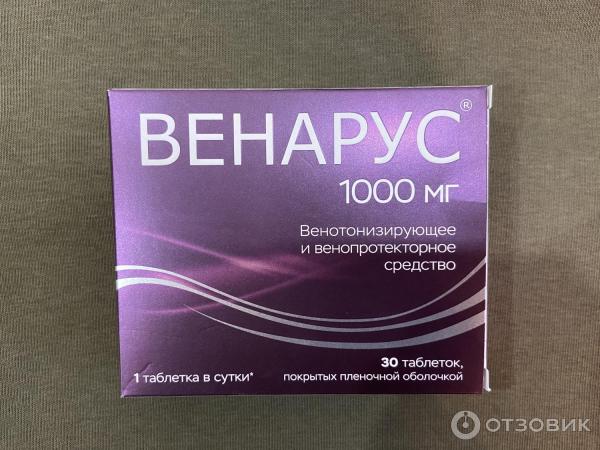 ВЕНАРУС®
1000 мг
Венотонизирующее
и венопротекторное
средство
30 таблеток,
1 таблетка в сутки*
покрытых пленочной оболочкой
ОТЗОВИК